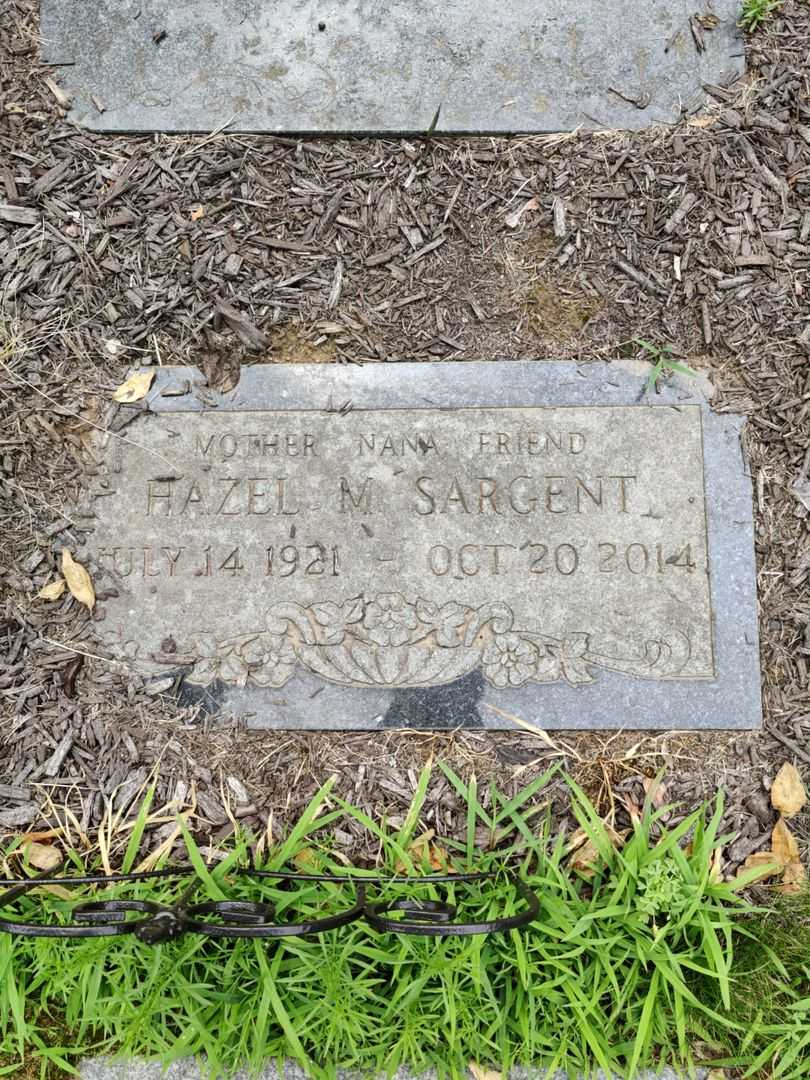 MOTHER NANA FRIEND
HAZEL M. SARGENT
JULY 14 1921 - OCT 20 2014